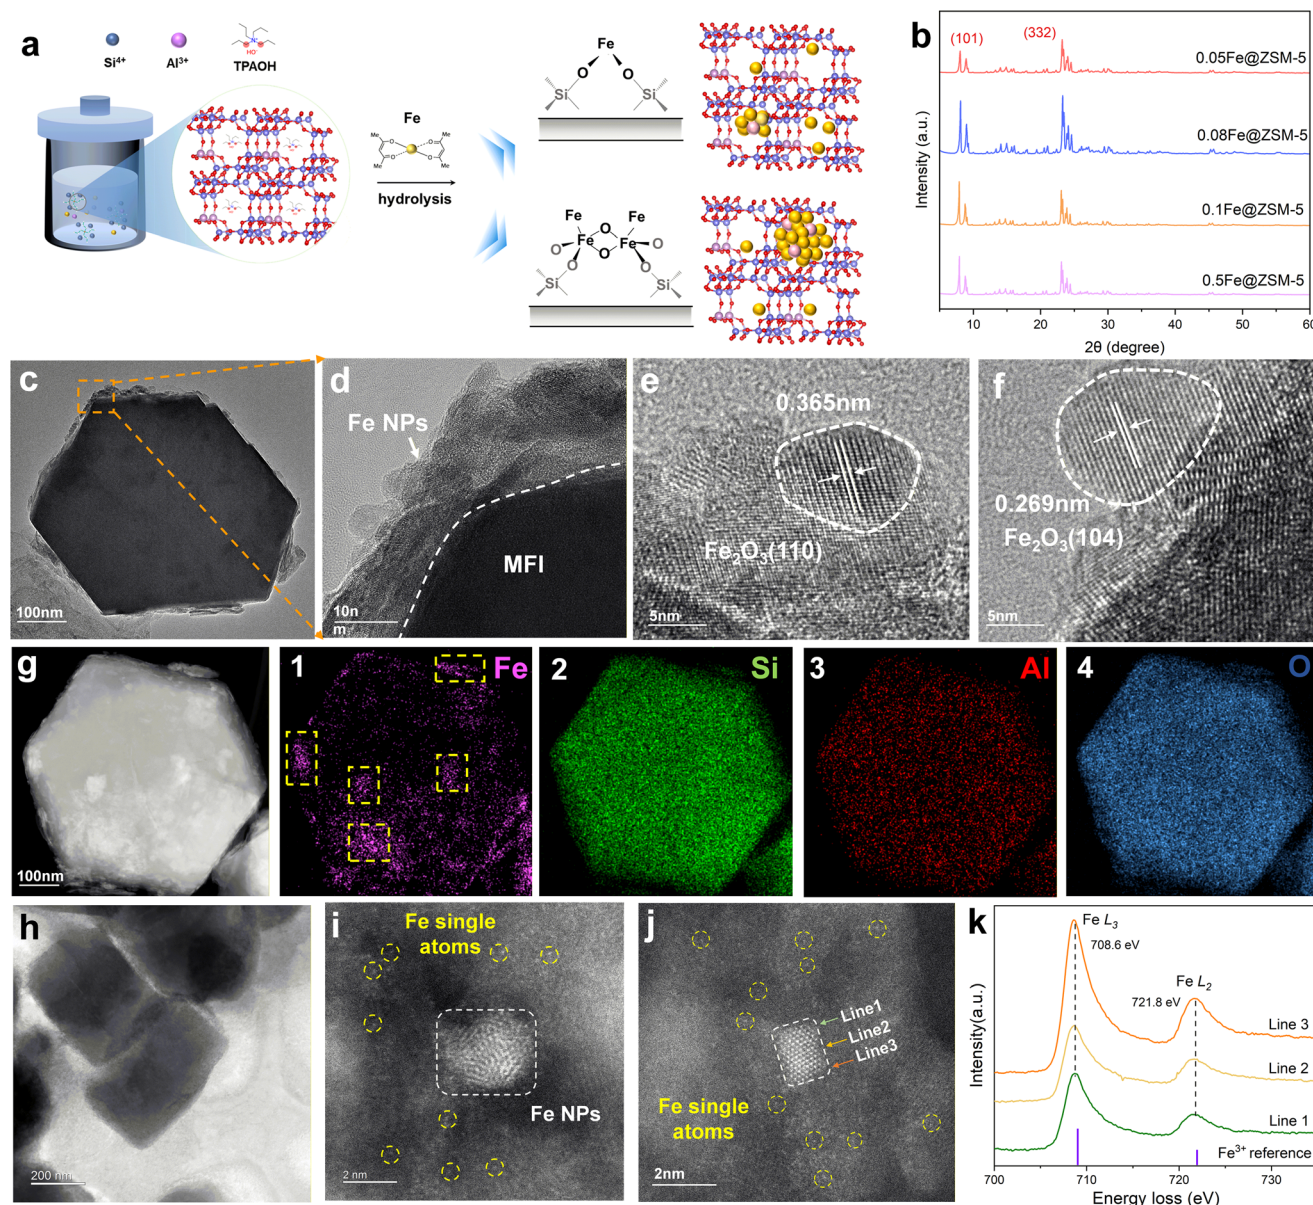 a
Si⁴⁺
Al³⁺
HO⁻
N⁺
TPAOH
Fe
Me
Me
O
O
O
O
Me
Me
hydrolysis
Fe
O
O
Si
Si
Fe
Fe
O
Fe
O
Fe
O
O
O
O
Si
Si
b
(101)
(332)
0.05Fe@ZSM-5
0.08Fe@ZSM-5
0.1Fe@ZSM-5
0.5Fe@ZSM-5
Intensity (a.u.)
10
20
30
40
50
60
2θ (degree)
c
100nm
d
Fe NPs
MFI
10n
m
e
0.365nm
Fe₂O₃(110)
5nm
f
0.269nm
Fe₂O₃(104)
5nm
g
100nm
1
Fe
2
Si
3
Al
4
O
h
200 nm
i
Fe single
atoms
Fe NPs
2 nm
j
Line1
Line2
Line3
Fe single
atoms
2nm
k
Fe L₃
708.6 eV
Fe L₂
721.8 eV
Line 3
Line 2
Line 1
Fe³⁺ reference
Intensity(a.u.)
700
710
720
730
Energy loss (eV)